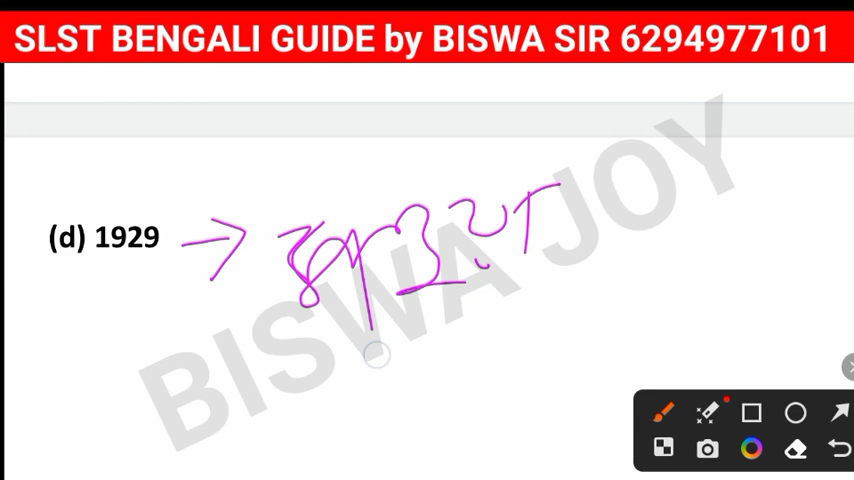 SLST BENGALI GUIDE by BISWA SIR 6294977101
(d) 1929 →
BISWA JOY